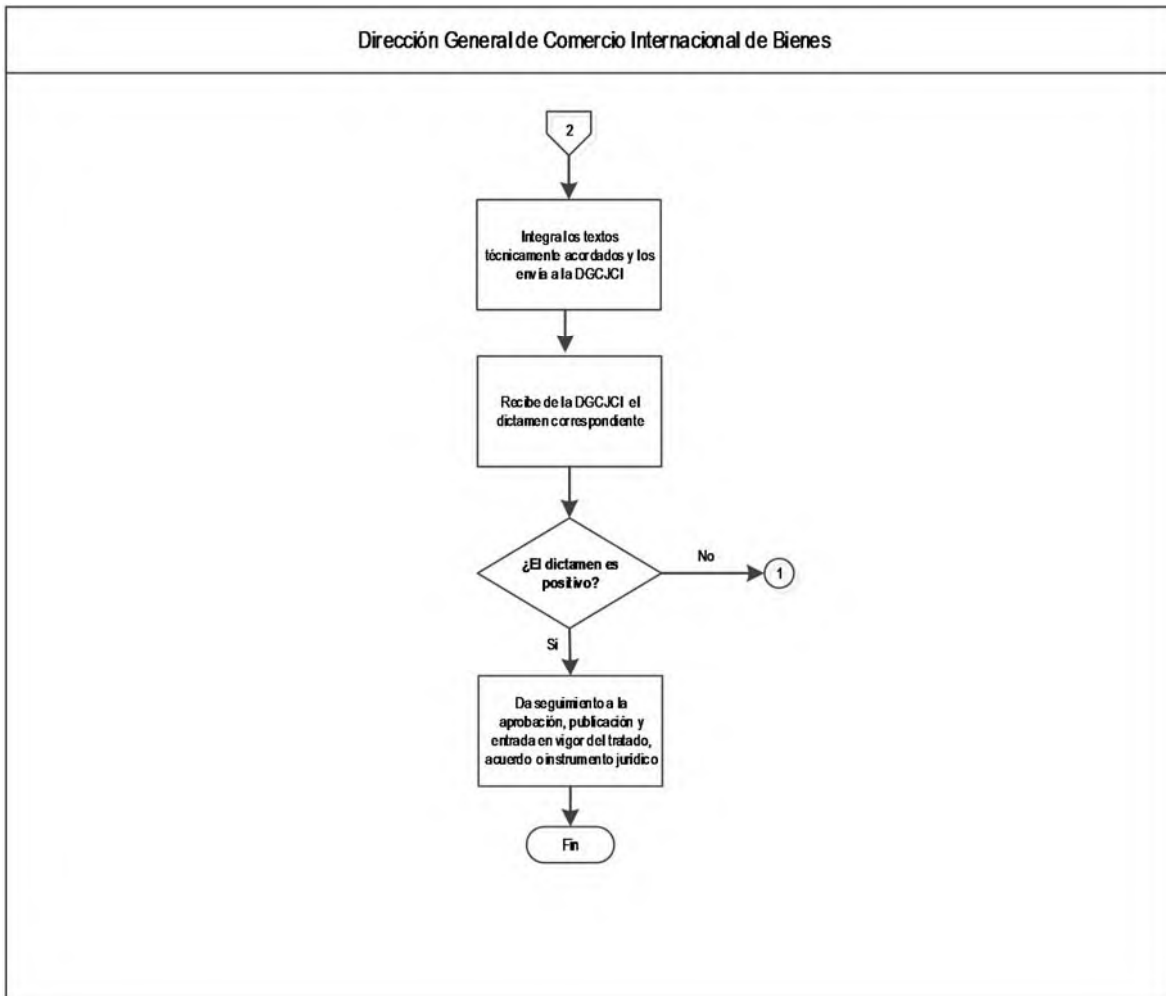 Dirección General de Comercio Internacional de Bienes
2
Integra los textos
técnicamente acordados y los
envía a la DGCJCI
Recibe de la DGCJCI el
dictamen correspondiente
¿El dictamen es
positivo?
No
1
Si
Da seguimiento a la
aprobación, publicación y
entrada en vigor del tratado,
acuerdo o instrumento jurídico
Fin